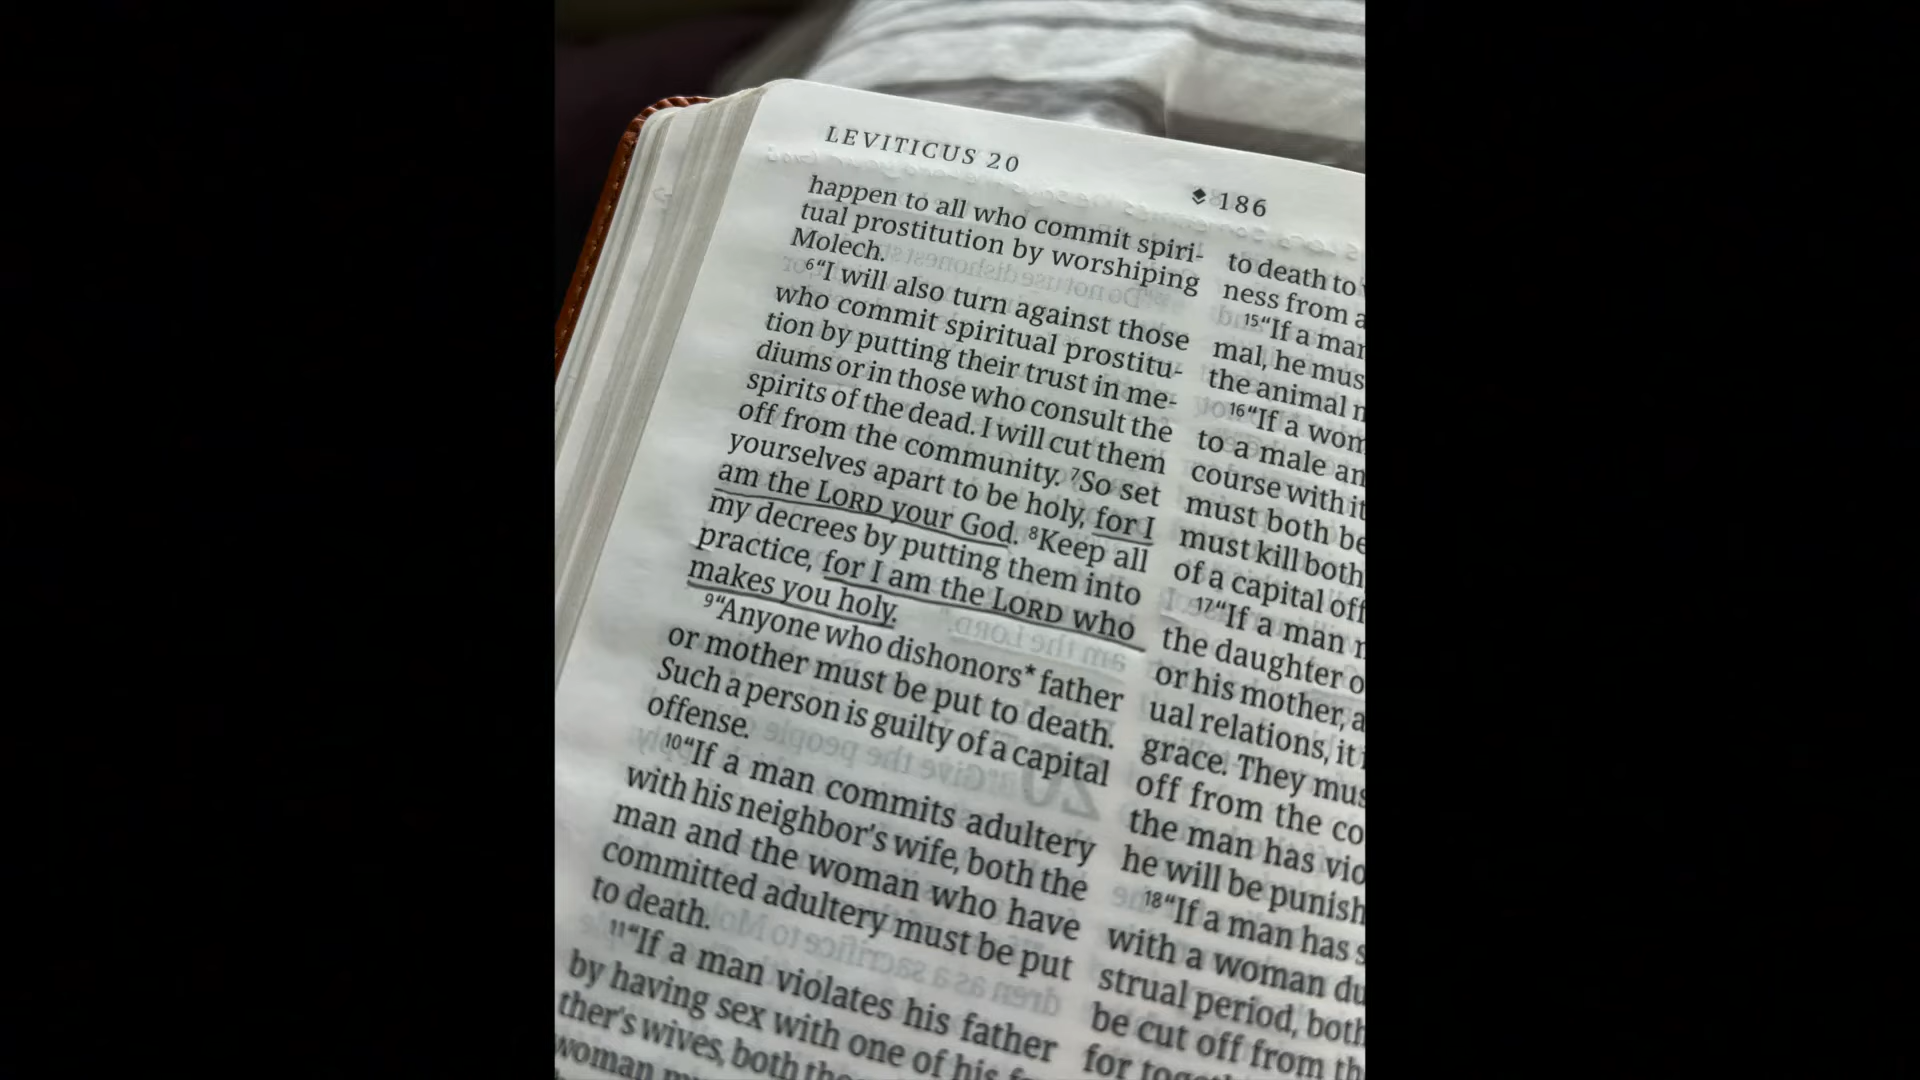 LEVITICUS 20
186
happen to all who commit spiri-
tual prostitution by worshiping
Molech.
6“I will also turn against those
who commit spiritual prostitu-
tion by putting their trust in me-
diums or in those who consult the
spirits of the dead. I will cut them
off from the community. 7So set
yourselves apart to be holy, for I
am the LORD your God. 8Keep all
my decrees by putting them into
practice, for I am the LORD who
makes you holy.
9“Anyone who dishonors* father
or mother must be put to death.
Such a person is guilty of a capital
offense.
10“If a man commits adultery
with his neighbor's wife, both the
man and the woman who have
committed adultery must be put
to death.
11“If a man violates his father
by having sex with one of his
ther's wives, both
woman
to death to
ness from a
15“If a man
mal, he mus
the animal
16“If a wom
to a male an
course with it
must both be
must kill both
of a capital off
17“If a man
the daughter o
or his mother, a
ual relations, it
grace. They mus
off from the co
the man has vio
he will be punish
18“If a man has s
with a woman du
strual period, both
be cut off from th
for